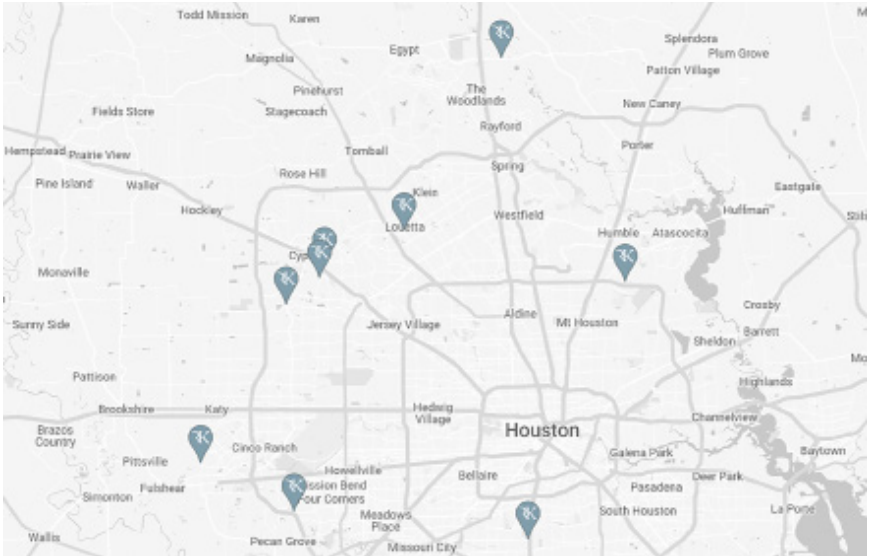 Todd Mission
Karen
Splendora
Plum Grove
Egypt
Magnolia
Patton Village
Pinehurst
The
Woodlands
New Caney
Fields Store
Stagecoach
Rayford
Porter
Hempstead
Prairie View
Tomball
Spring
Rose Hill
Pine Island
Waller
Klein
Eastgate
Hockley
Westfield
Huffman
Louetta
Humble
Atascocita
Monaville
Crosby
Sunny Side
Jersey Village
Aldine
Mt Houston
Barrett
Sheldon
Pattison
Highlands
Brookshire
Katy
Hedwig
Village
Channelview
Brazos
Country
Houston
Cinco Ranch
Galena Park
Baytown
Pittsville
Howellville
Bellaire
Deer Park
Fulshear
Simonton
Four Corners
Pasadena
Meadows
Place
South Houston
La Porte
Wallis
Pecan Grove
Missouri City